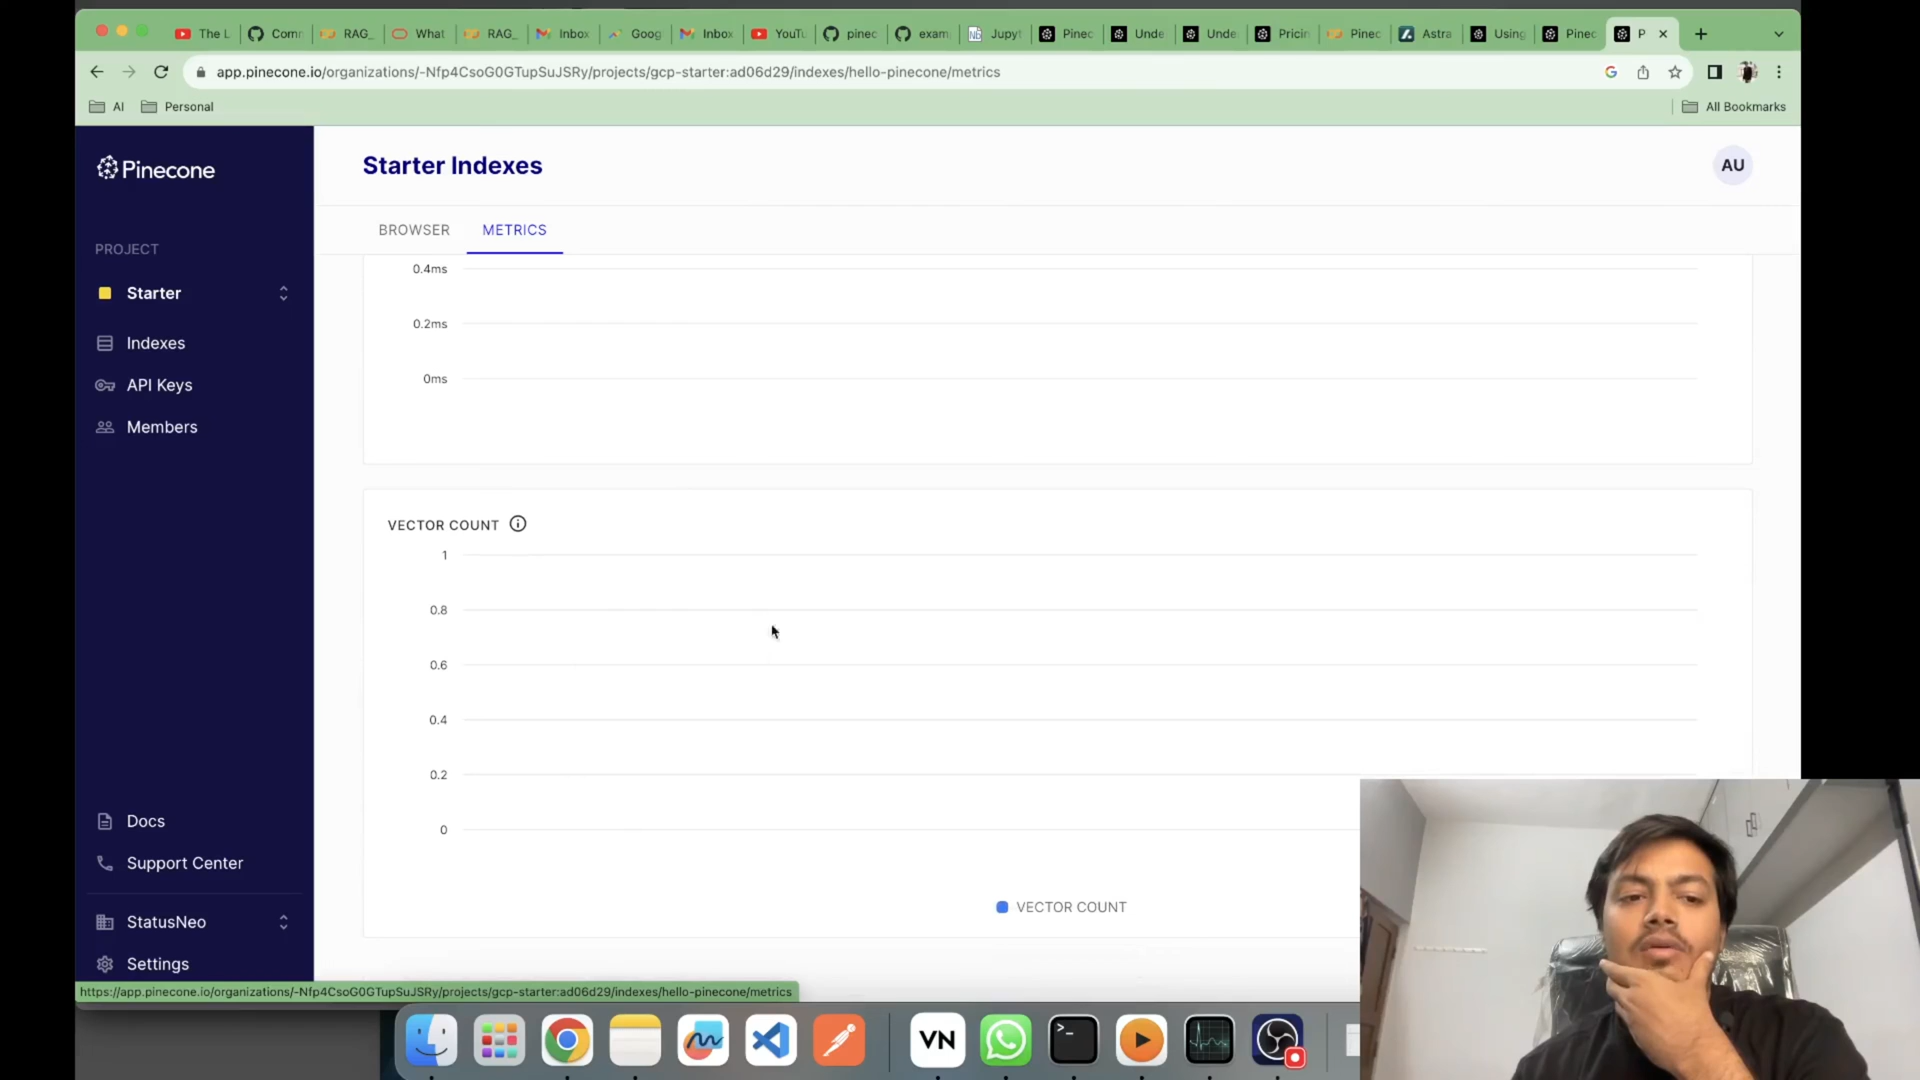 The L
Comr
RAG_
What
RAG_
Inbox
Goog
Inbox
YouTu
pinec
exam
Jupyt
Pinec
Unde
Unde
Pricin
Pinec
Astra
Using
Pinec
P
app.pinecone.io/organizations/-Nfp4CsoG0GTupSuJSRy/projects/gcp-starter:ad06d29/indexes/hello-pinecone/metrics
AI
Personal
All Bookmarks
Pinecone
Starter Indexes
AU
BROWSER
METRICS
PROJECT
Starter
Indexes
API Keys
Members
0.4ms
0.2ms
0ms
VECTOR COUNT
1
0.8
0.6
0.4
0.2
0
VECTOR COUNT
Docs
Support Center
StatusNeo
Settings
https://app.pinecone.io/organizations/-Nfp4CsoG0GTupSuJSRy/projects/gcp-starter:ad06d29/indexes/hello-pinecone/metrics
VN